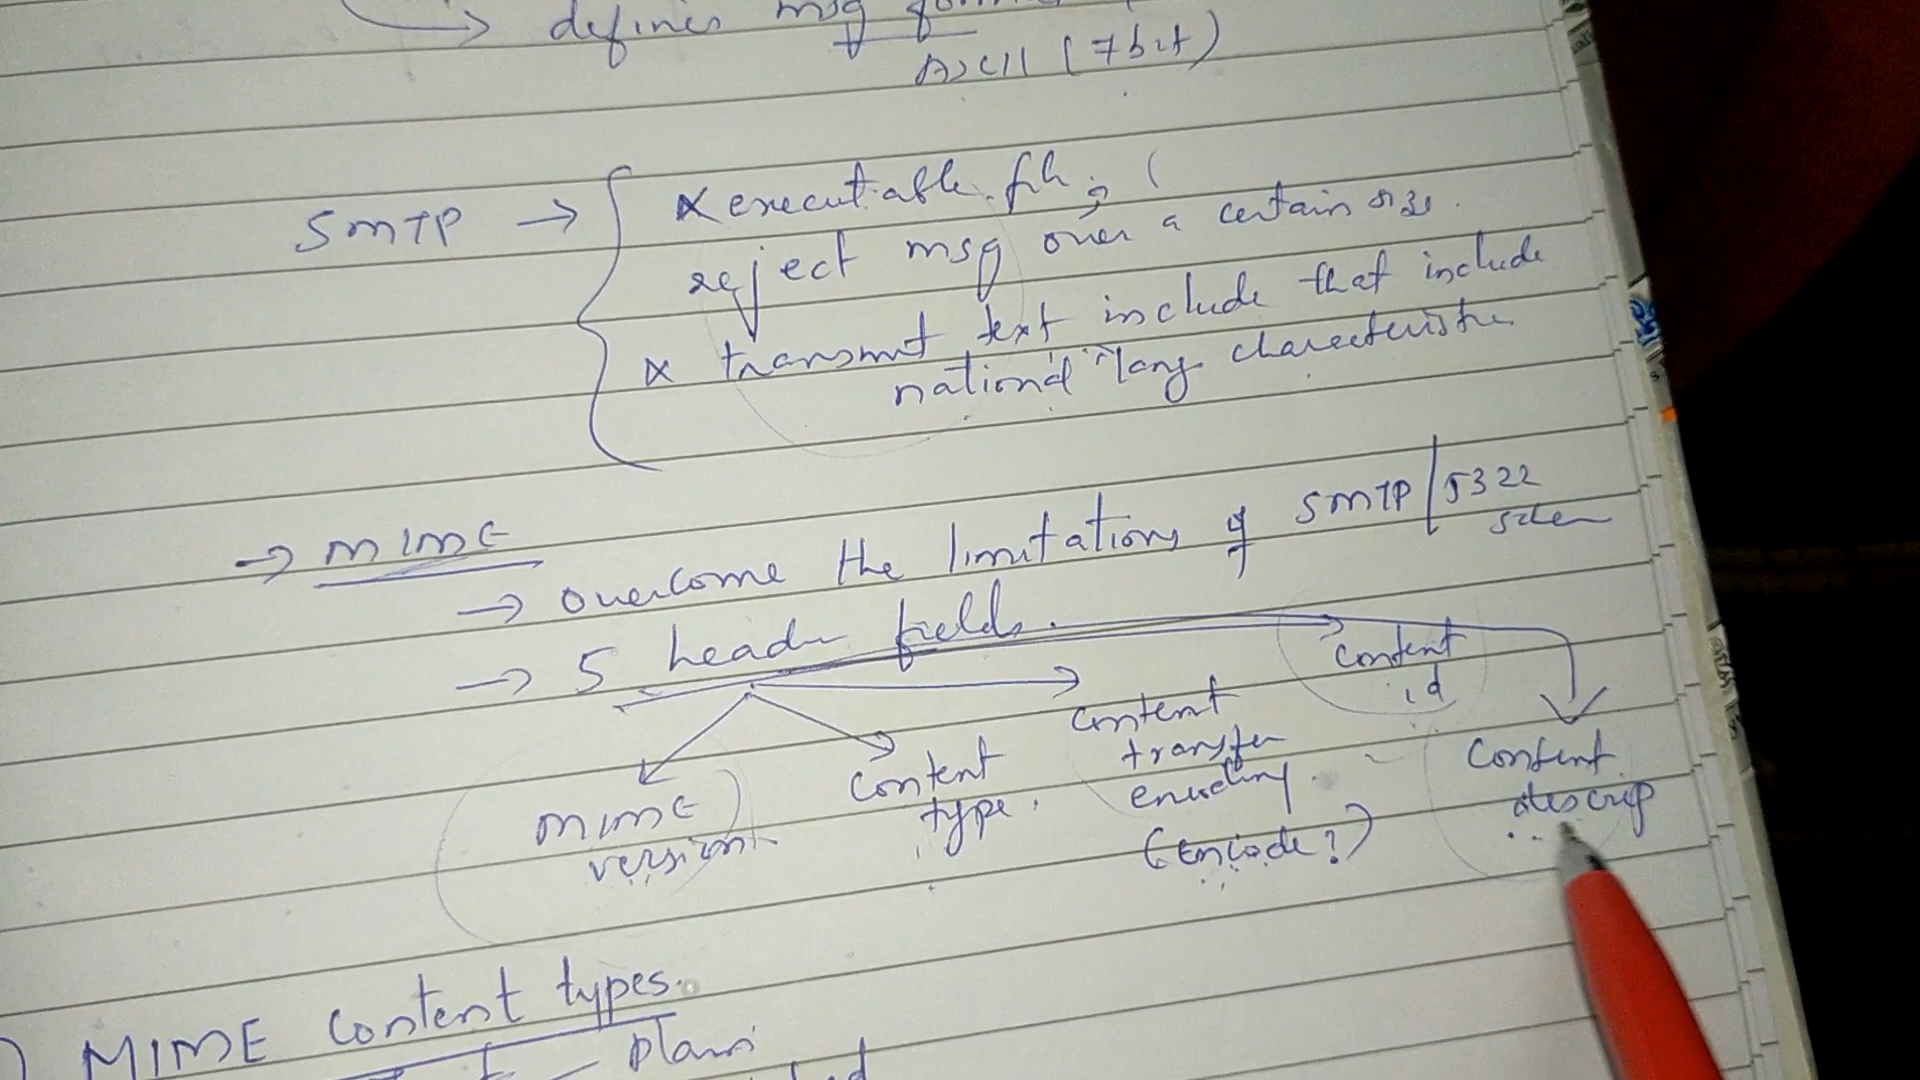 → defines msg
ASCII (7bit)
SMTP → { x executable file; (
reject msg over a certain size.
x transmit text include that include
national lang characteristic
→ MIME
→ overcome the limitations of SMTP/5322
→ 5 header fields.
content
id
content
transfer
encoding.
(Encode?)
content
type.
MIME
version
content
descrip
MIME Content types.
plain